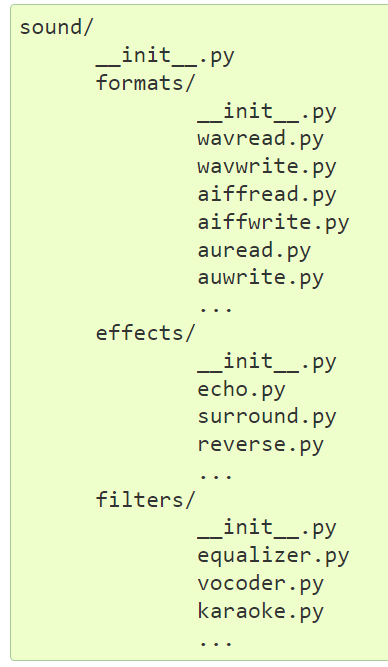 sound/
__init__.py
formats/
__init__.py
wavread.py
wavwrite.py
aiffread.py
aiffwrite.py
auread.py
auwrite.py
...
effects/
__init__.py
echo.py
surround.py
reverse.py
...
filters/
__init__.py
equalizer.py
vocoder.py
karaoke.py
...